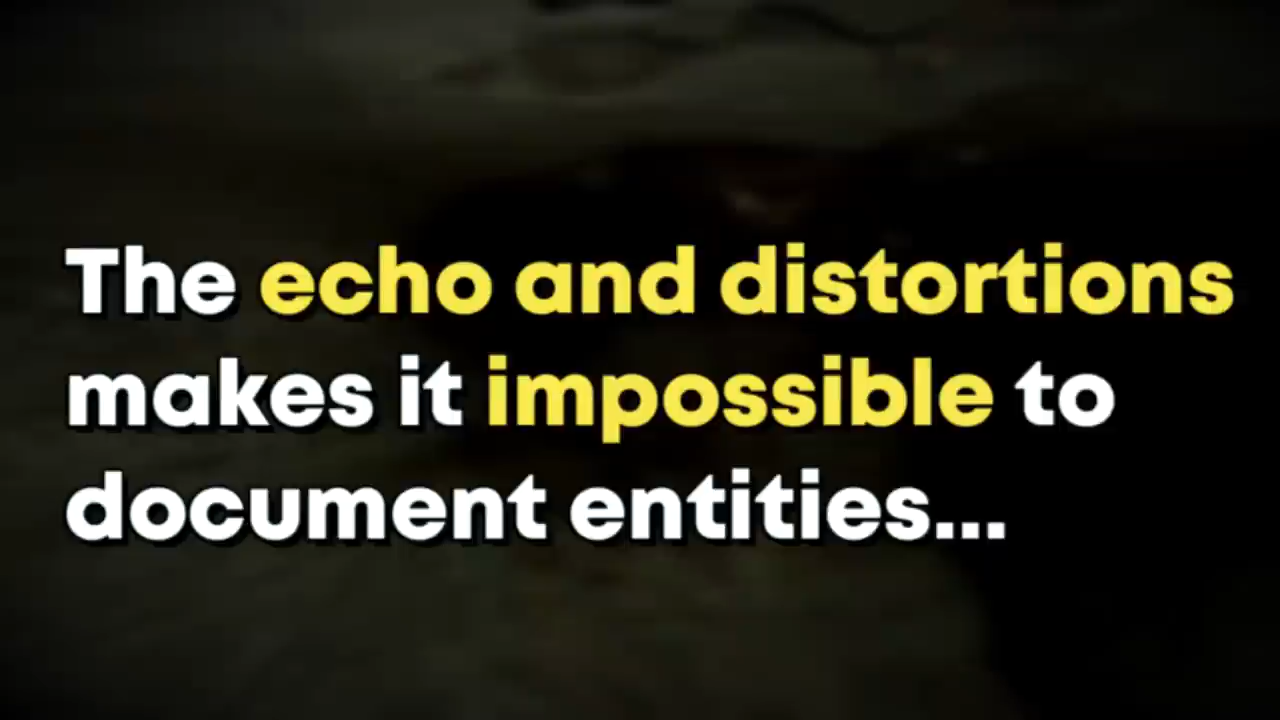 The echo and distortions
makes it impossible to
document entities...